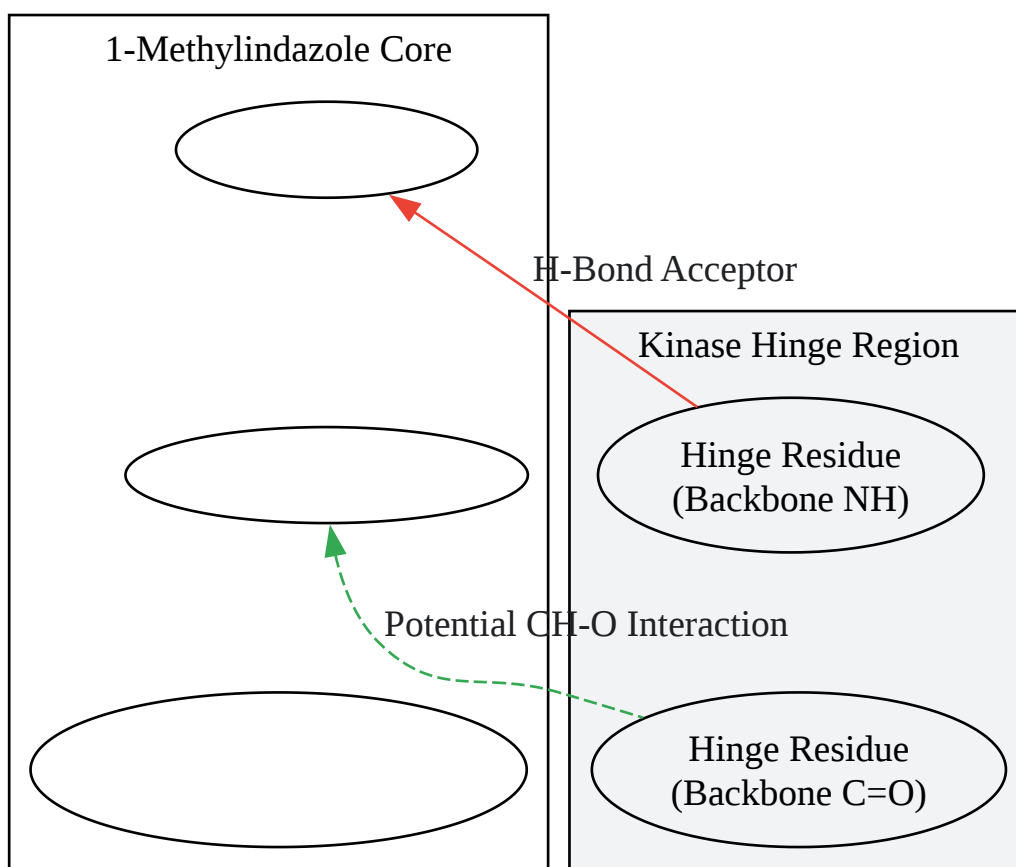 1-Methylindazole Core
H-Bond Acceptor
Kinase Hinge Region
Hinge Residue
(Backbone NH)
Potential CH-O Interaction
Hinge Residue
(Backbone C=O)